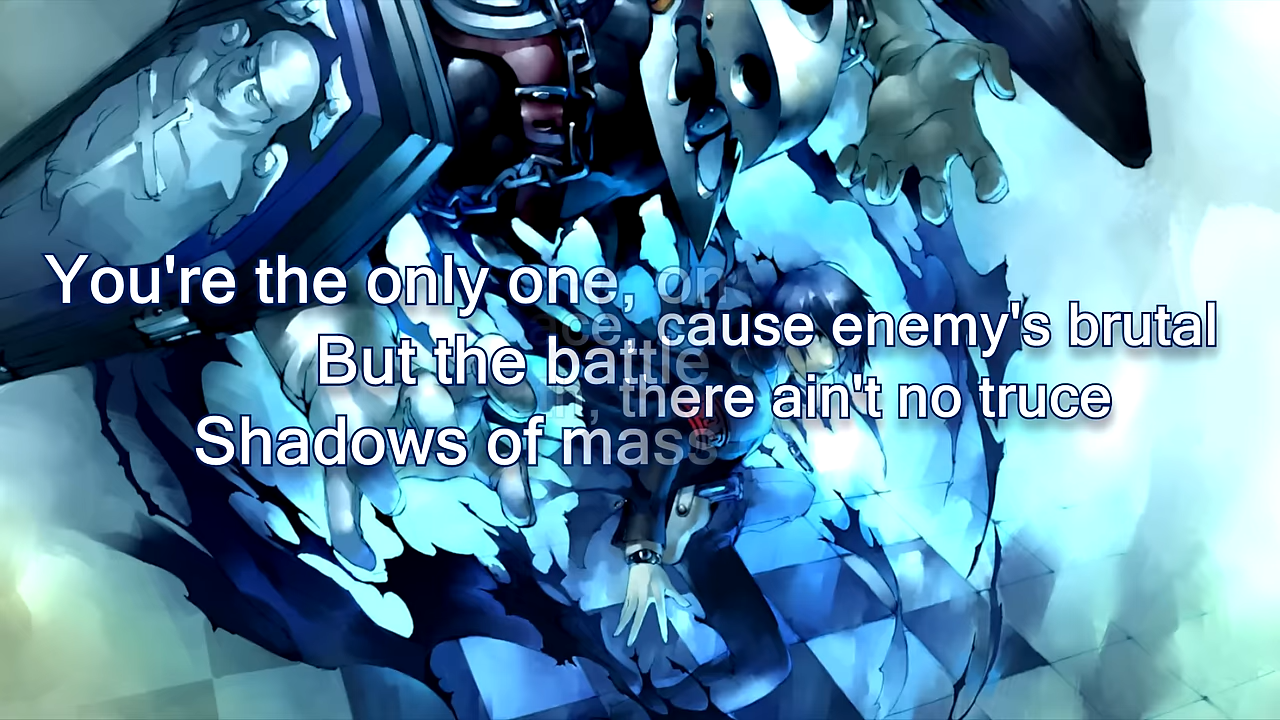 You're the only one,
cause enemy's brutal
But the battle
there ain't no truce
Shadows of mass